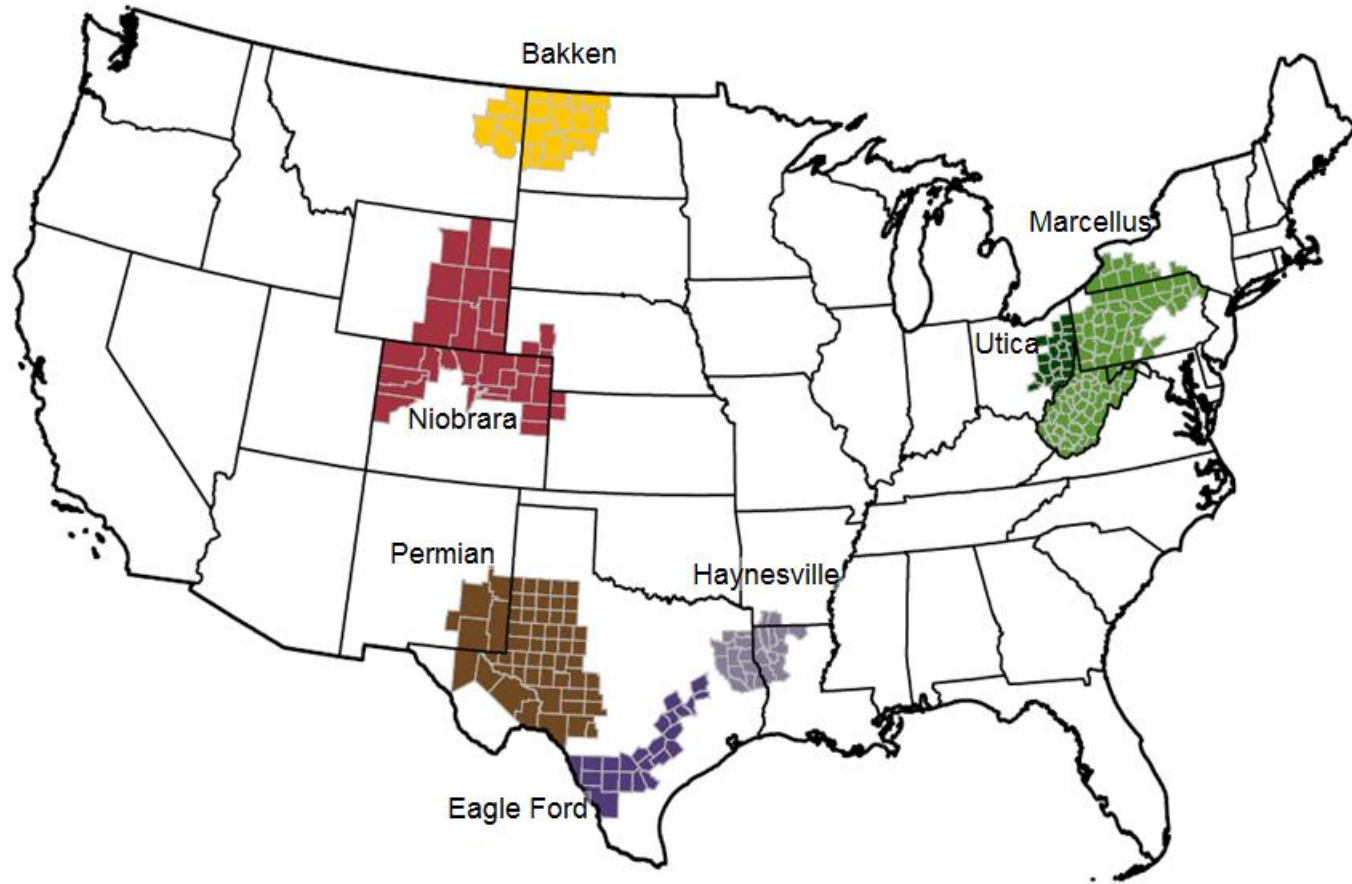 Bakken
Marcellus
Utica
Niobrara
Permian
Haynesville
Eagle Ford